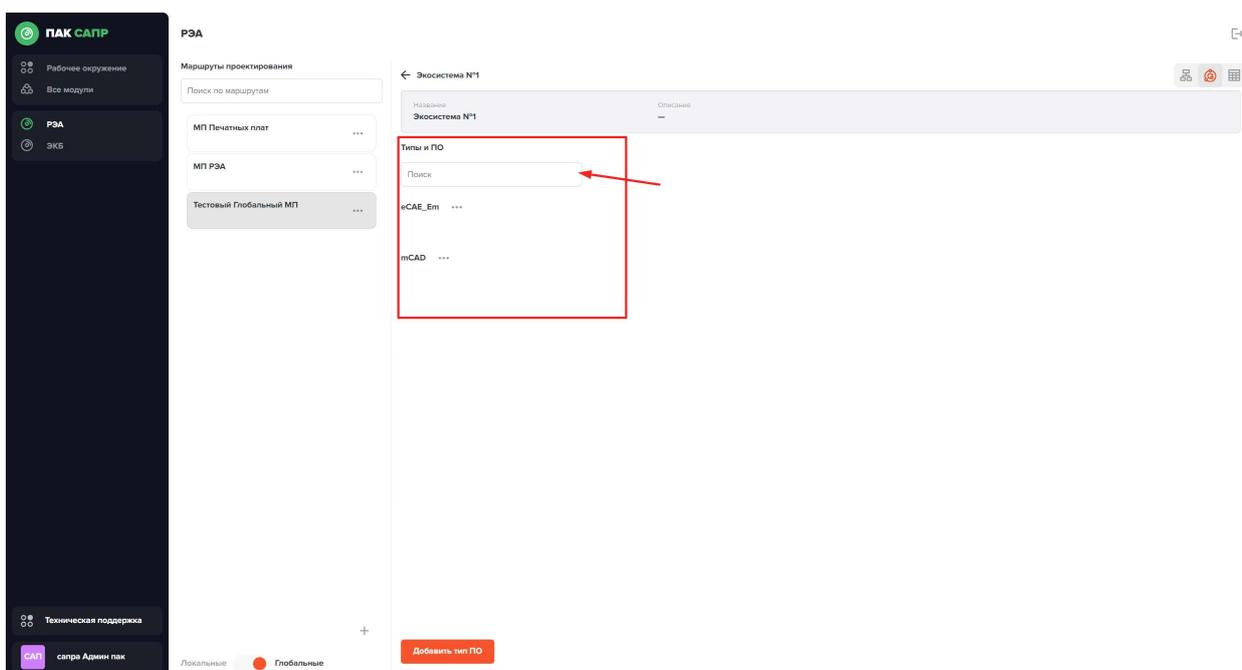 ПАК САПР
Рабочее окружение
Все модули
РЭА
ЭКБ
Техническая поддержка
САП
сапра Админ пак
РЭА
Маршруты проектирования
Поиск по маршрутам
МП Печатных плат
МП РЭА
Тестовый Глобальный МП
Локальные
Глобальные
Экосистема №1
Название
Описание
Экосистема №1
—
Типы и ПО
Поиск
eCAE_Em
mCAD
Добавить тип ПО